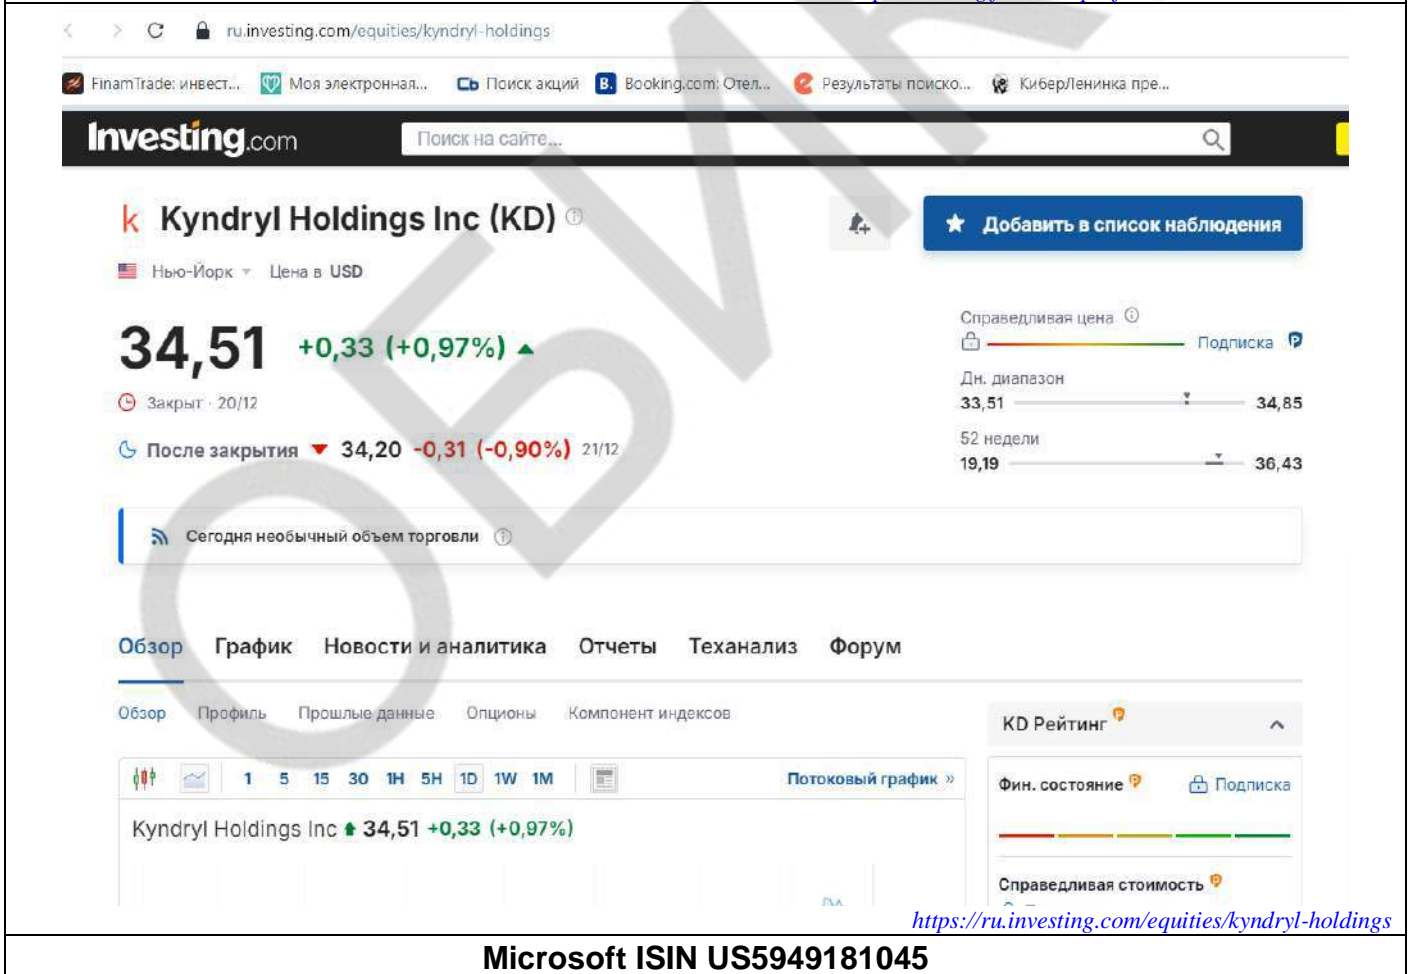 ru.investing.com/equities/kyndryl-holdings
FinamTrade: инвест... Моя электронная... Сь Поиск акций B. Booking.com: Отел... Результаты поиско... КиберЛенинка пре...
Investing.com Поиск на сайте...
k Kyndryl Holdings Inc (KD)
Добавить в список наблюдения
Нью-Йорк Цена в USD
34,51 +0,33 (+0,97%)
Справедливая цена
Подписка
Закрыт · 20/12
Дн. диапазон
33,51 34,85
После закрытия 34,20 -0,31 (-0,90%) 21/12
52 недели
19,19 36,43
Сегодня необычный объем торговли
Обзор График Новости и аналитика Отчеты Теханализ Форум
Обзор Профиль Прошлые данные Опционы Компонент индексов
KD Рейтинг
1 5 15 30 1H 5H 1D 1W 1M Потоковый график »
Фин. состояние Подписка
Kyndryl Holdings Inc 34,51 +0,33 (+0,97%)
Справедливая стоимость
https://ru.investing.com/equities/kyndryl-holdings
Microsoft ISIN US5949181045